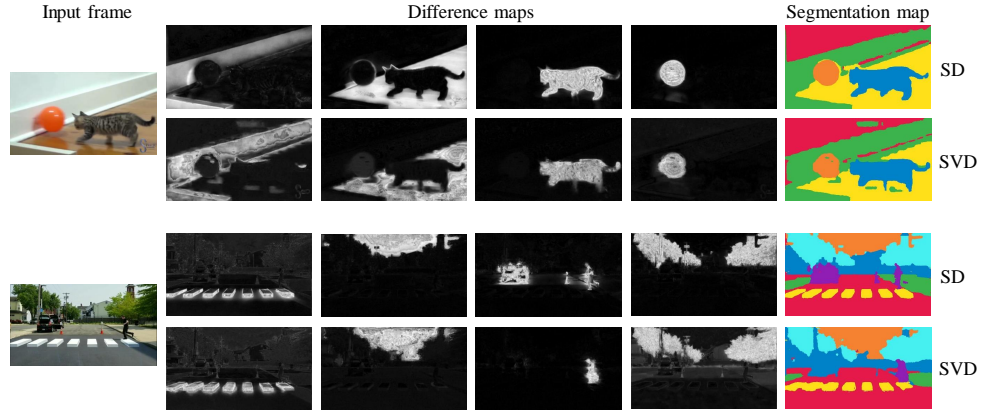 Input frame
Difference maps
Segmentation map
SD
SVD
SD
SVD